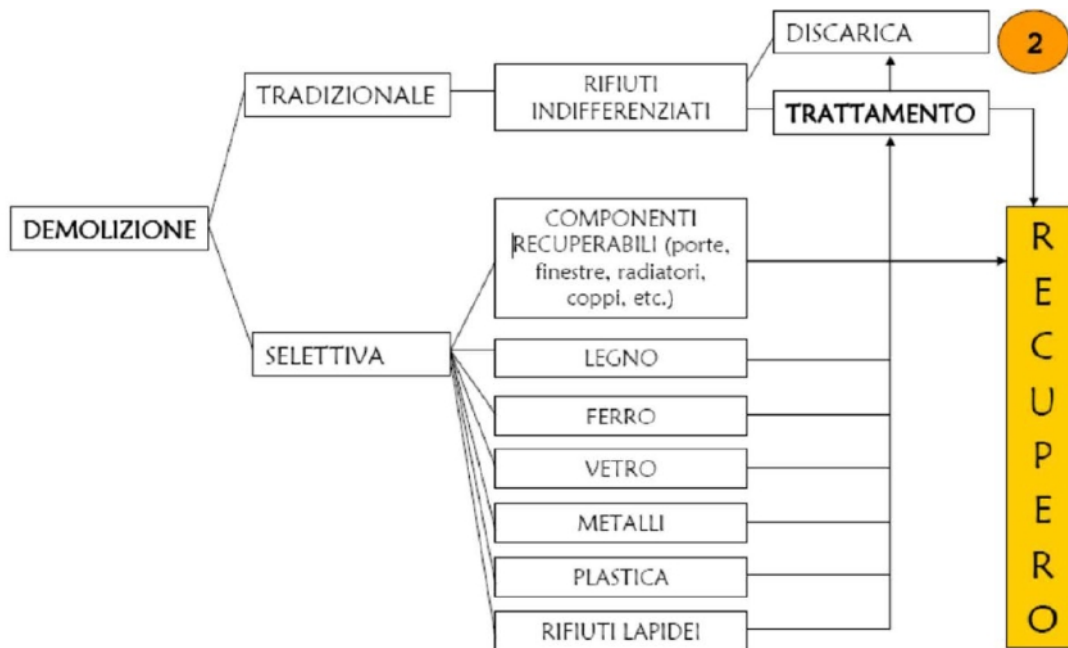 DISCARICA
2
TRADIZIONALE
RIFIUTI
INDIFFERENZIATI
TRATTAMENTO
DEMOLIZIONE
COMPONENTI
RECUPERABILI (porte,
finestre, radiatori,
coppi, etc.)
SELETTIVA
LEGNO
FERRO
VETRO
METALLI
PLASTICA
RIFIUTI LAPIDEI
RECUPERO